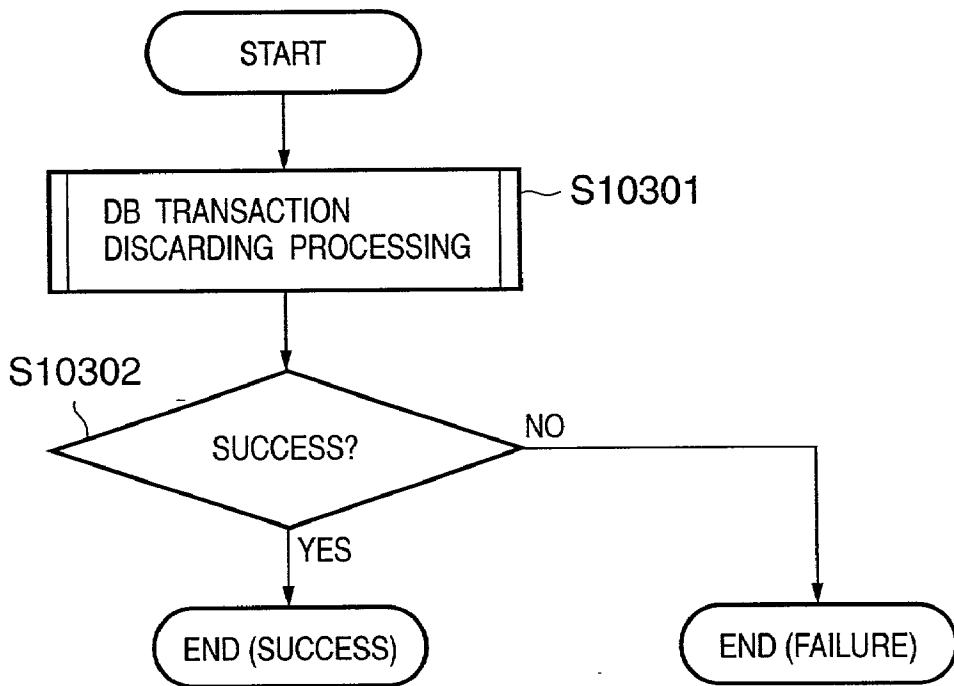 START
S10301
DB TRANSACTION
DISCARDING PROCESSING
S10302
SUCCESS?
NO
YES
END (SUCCESS)
END (FAILURE)